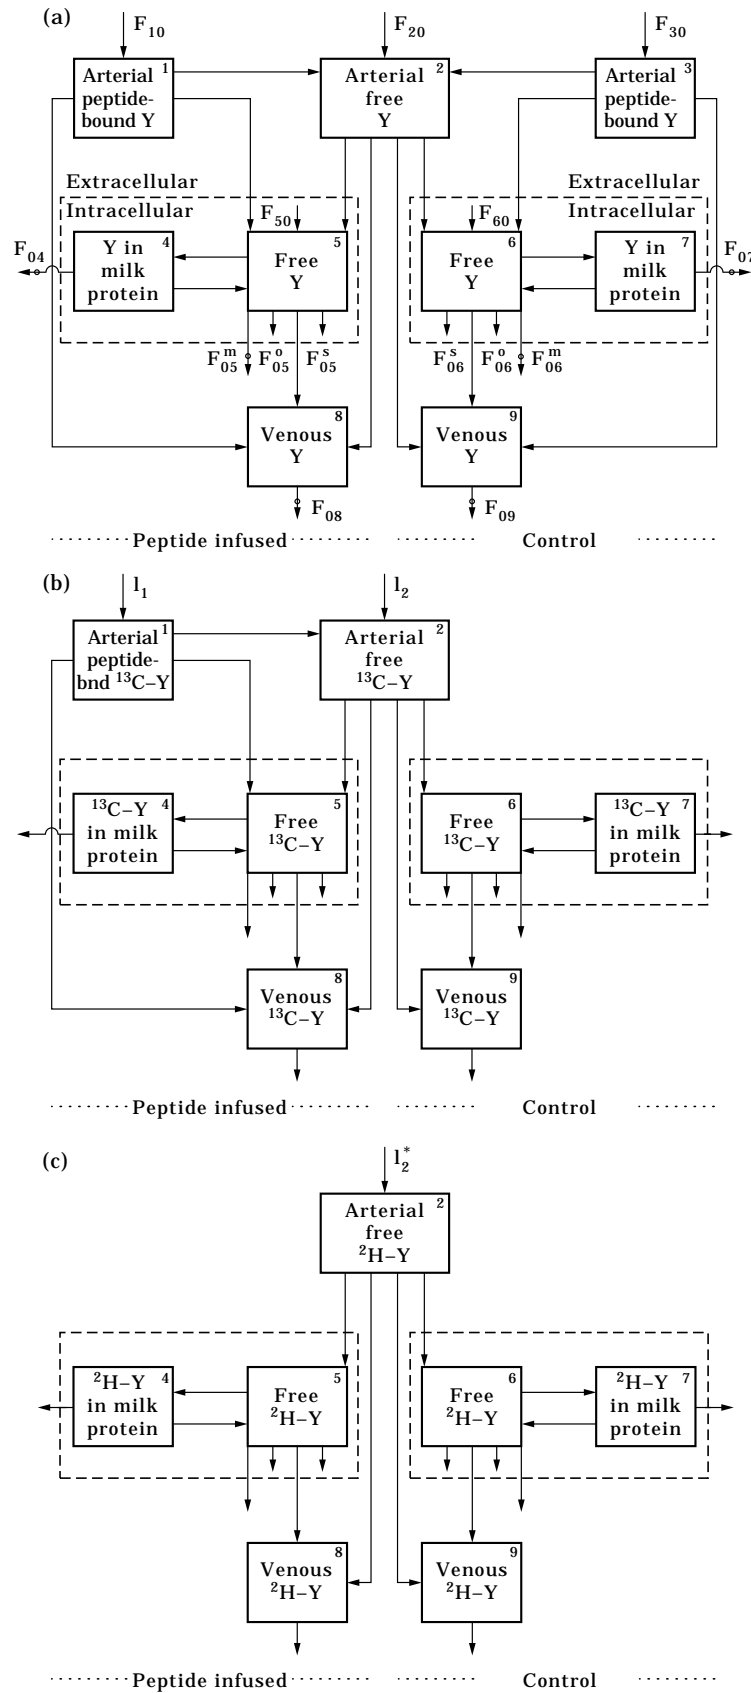 (a)
F₁₀
F₂₀
F₃₀
Arterial peptide-bound Y
1
Arterial free Y
2
Arterial peptide-bound Y
3
Extracellular
Extracellular
Intracellular
Intracellular
F₅₀
F₆₀
F₀₄
Y in milk protein
4
Free Y
5
Free Y
6
Y in milk protein
7
F₀₇
F₀₅ᵐ
F₀₅ᵒ
F₀₅ˢ
F₀₆ˢ
F₀₆ᵒ
F₀₆ᵐ
Venous Y
8
Venous Y
9
F₀₈
F₀₉
Peptide infused
Control
(b)
l₁
l₂
Arterial peptide-bnd ¹³C–Y
1
Arterial free ¹³C–Y
2
¹³C–Y in milk protein
4
Free ¹³C–Y
5
Free ¹³C–Y
6
¹³C–Y in milk protein
7
Venous ¹³C–Y
8
Venous ¹³C–Y
9
Peptide infused
Control
(c)
l₂*
Arterial free ²H–Y
2
²H–Y in milk protein
4
Free ²H–Y
5
Free ²H–Y
6
²H–Y in milk protein
7
Venous ²H–Y
8
Venous ²H–Y
9
Peptide infused
Control